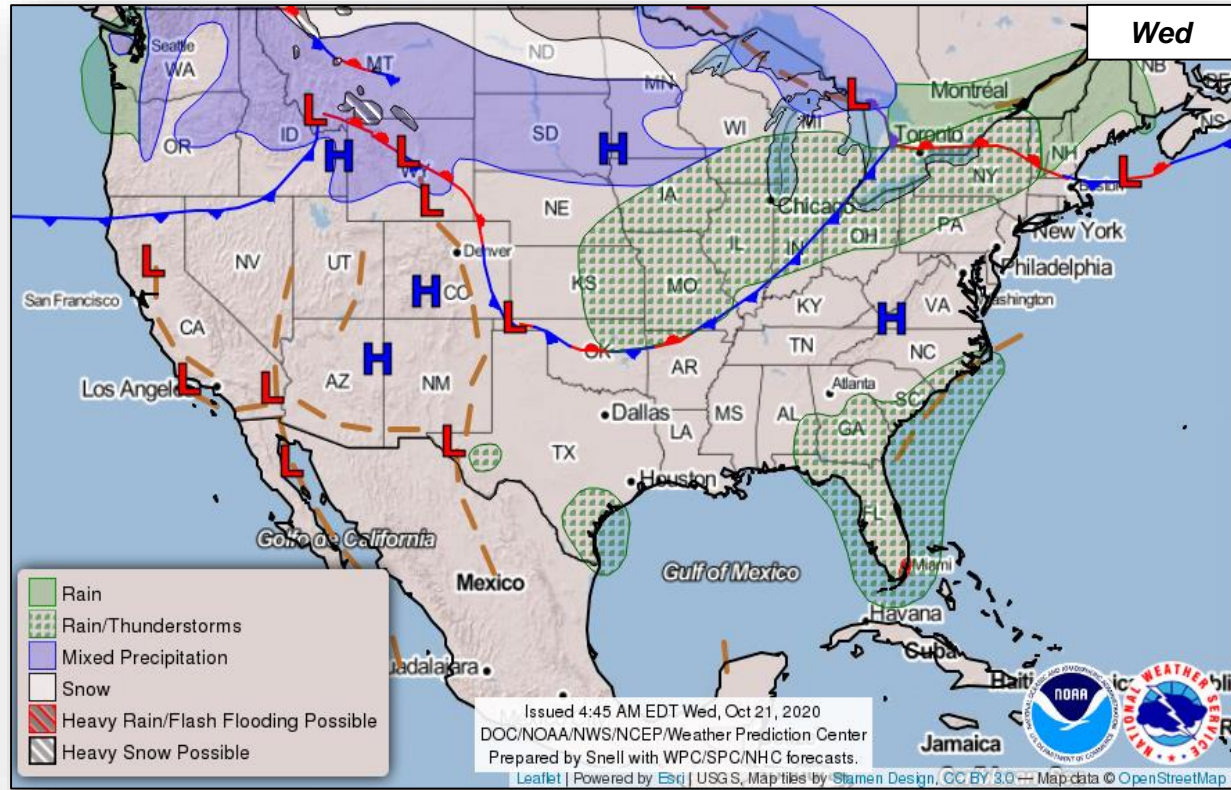 Wed
Seattle
WA
MT
ND
MN
NB
Montréal
OR
ID
SD
WI
MI
Toronto
NS
L
L
L
H
H
WY
NH
L
Boston
L
NE
IA
Chicago
NY
PA
New York
NV
UT
Denver
H
CO
KS
MO
IL
IN
OH
Philadelphia
L
San Francisco
CA
L
KY
H
VA
H
OK
TN
NC
Los
L
L
AZ
NM
AR
Atlanta
SC
Dallas
MS
AL
GA
LA
L
L
TX
Houston
FL
Golfo de California
Mexico
Gulf of Mexico
Miami
Havana
Cuba
Jamaica
Rain
Rain/Thunderstorms
Mixed Precipitation
Snow
Heavy Rain/Flash Flooding Possible
Heavy Snow Possible
Issued 4:45 AM EDT Wed, Oct 21, 2020
DOC/NOAA/NWS/NCEP/Weather Prediction Center
Prepared by Snell with WPC/SPC/NHC forecasts.
Leaflet | Powered by Esri | USGS, Map tiles by Stamen Design, CC BY 3.0 — Map data © OpenStreetMap
NOAA
NATIONAL WEATHER SERVICE